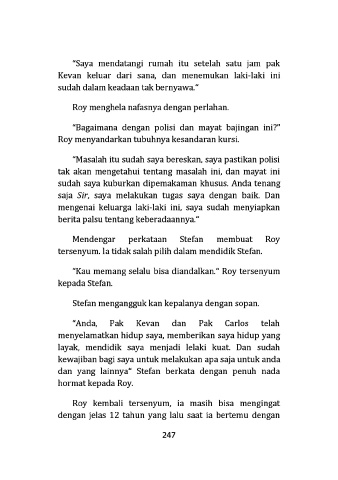 "Saya mendatangi rumah itu setelah satu jam pak
Kevan keluar dari sana, dan menemukan laki-laki ini
sudah dalam keadaan tak bernyawa."
Roy menghela nafasnya dengan perlahan.
"Bagaimana dengan polisi dan mayat bajingan ini?"
Roy menyandarkan tubuhnya kesandaran kursi.
"Masalah itu sudah saya bereskan, saya pastikan polisi
tak akan mengetahui tentang masalah ini, dan mayat ini
sudah saya kuburkan dipemakaman khusus. Anda tenang
saja Sir, saya melakukan tugas saya dengan baik. Dan
mengenai keluarga laki-laki ini, saya sudah menyiapkan
berita palsu tentang keberadaannya."
Mendengar perkataan Stefan membuat Roy
tersenyum. Ia tidak salah pilih dalam mendidik Stefan.
"Kau memang selalu bisa diandalkan." Roy tersenyum
kepada Stefan.
Stefan mengangguk kan kepalanya dengan sopan.
"Anda, Pak Kevan dan Pak Carlos telah
menyelamatkan hidup saya, memberikan saya hidup yang
layak, mendidik saya menjadi lelaki kuat. Dan sudah
kewajiban bagi saya untuk melakukan apa saja untuk anda
dan yang lainnya" Stefan berkata dengan penuh nada
hormat kepada Roy.
Roy kembali tersenyum, ia masih bisa mengingat
dengan jelas 12 tahun yang lalu saat ia bertemu dengan
247